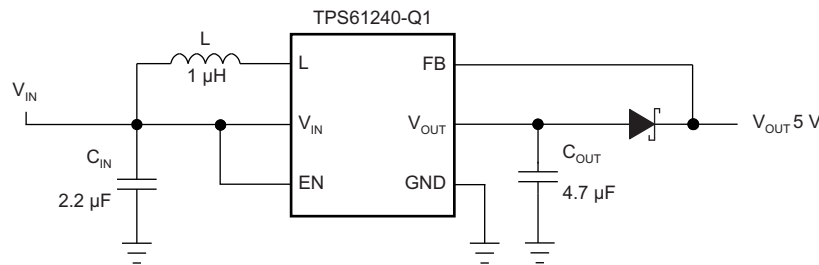 TPS61240-Q1
L
1 µH
L
FB
V_IN
V_IN
V_OUT
V_OUT 5 V
C_IN
2.2 µF
EN
GND
C_OUT
4.7 µF